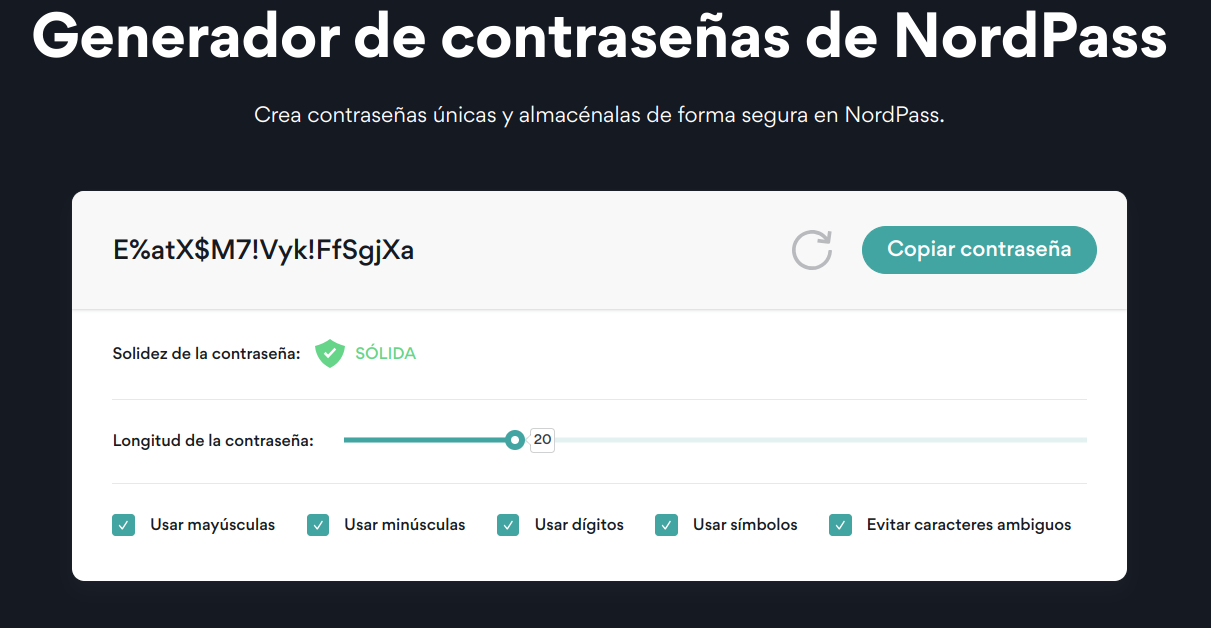 Generador de contraseñas de NordPass
Crea contraseñas únicas y almacénalas de forma segura en NordPass.
E%atX$M7!Vyk!FfSgjXa
Copiar contraseña
Solidez de la contraseña: SÓLIDA
Longitud de la contraseña: 20
Usar mayúsculas Usar minúsculas Usar dígitos Usar símbolos Evitar caracteres ambiguos